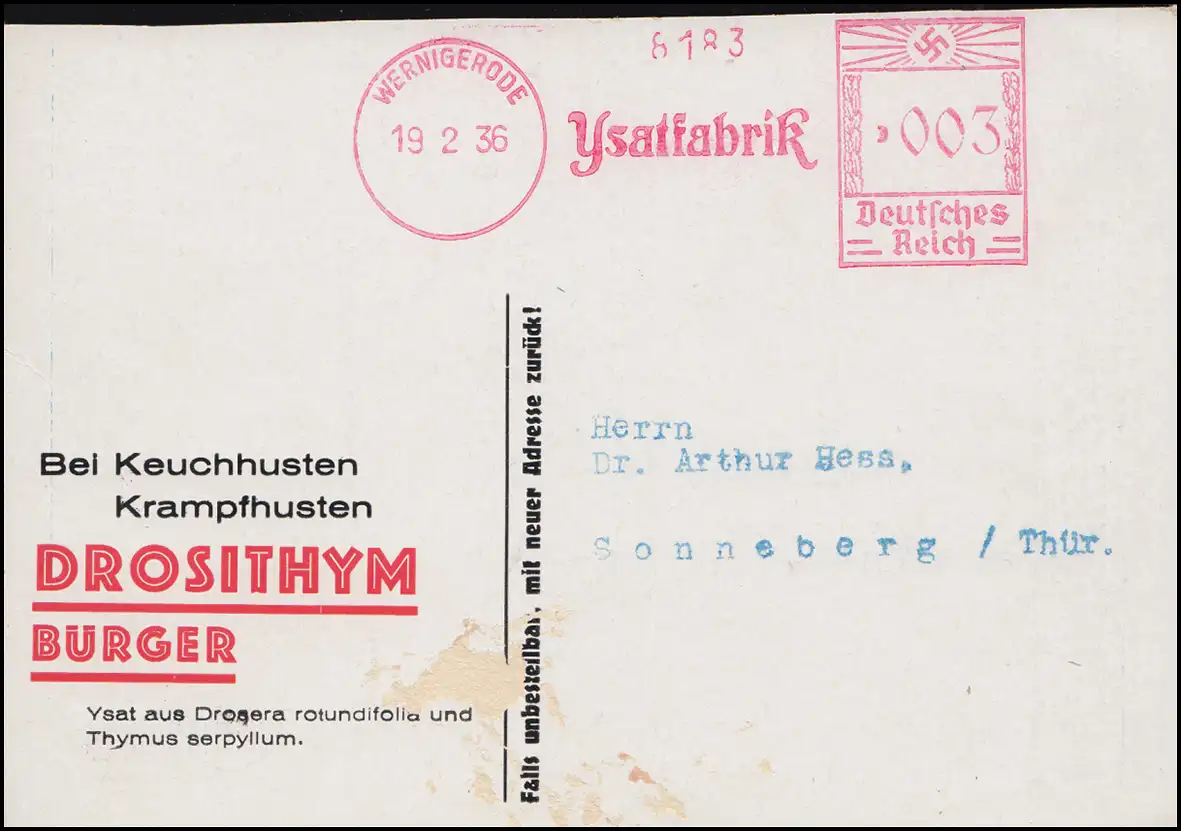 WERNIGERODE
19 2 36
8183
Ysatfabrik
003
Deutsches
Reich
Bei Keuchhusten
Krampfhusten
DROSITHYM
BÜRGER
Ysat aus Drosera rotundifolia und
Thymus serpyllum.
Falls unbestellbar, mit neuer Adresse zurück!
Herrn
Dr. Arthur Hess,
Sonneberg / Thür.